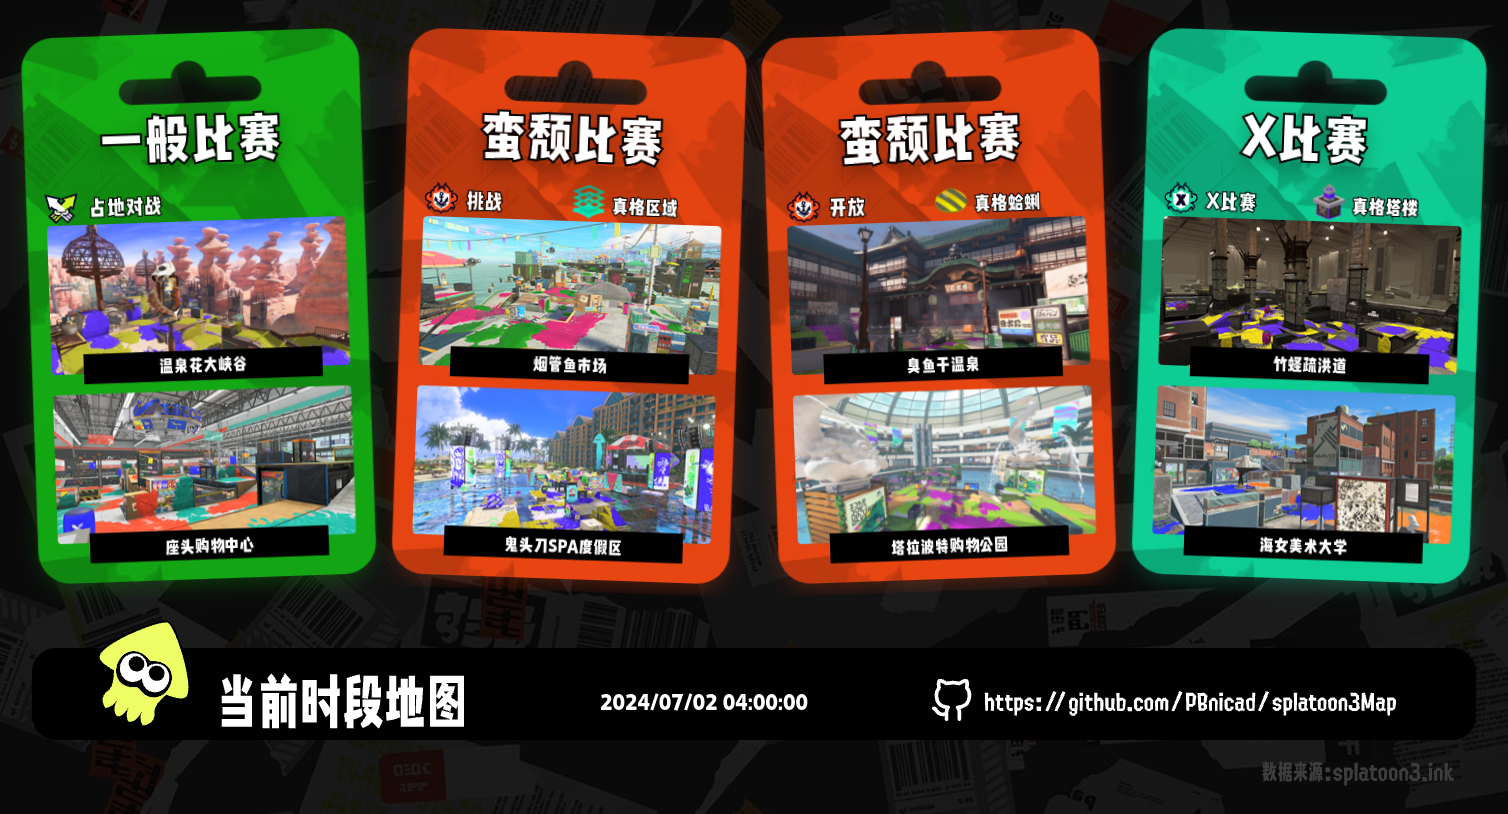 一般比赛
占地对战
温泉花大峡谷
座头购物中心
蛮颓比赛
挑战
真格区域
烟管鱼市场
鬼头刀SPA度假区
蛮颓比赛
开放
真格蛤蜊
臭鱼干温泉
塔拉波特购物公园
X比赛
X比赛
真格塔楼
竹蛏疏洪道
海女美术大学
当前时段地图
2024/07/02 04:00:00
https://github.com/PBnicad/splatoon3Map
数据来源:splatoon3.ink